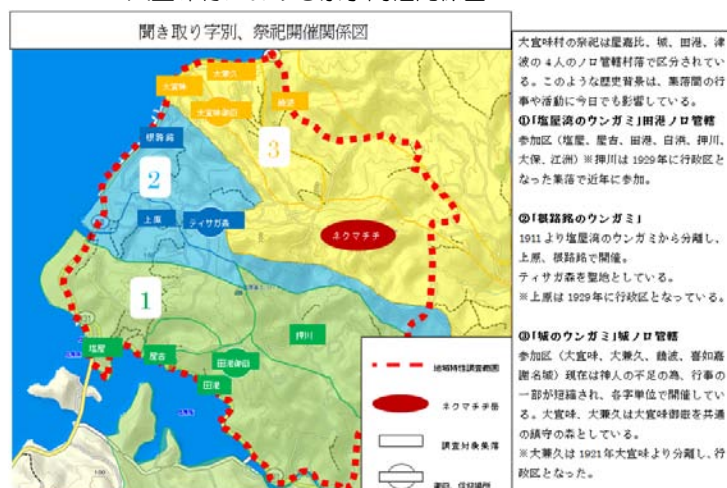 聞き取り字別、祭祀開催関係図
大兼久
大宜味
大宜味御嶽
饒波
根路銘
3
2
上原
ティサガ森
ネクマチヂ
1
押川
塩屋
屋古
田港御嶽
田港
地域特性調査範囲
ネクマチヂ岳
調査対象集落
御嶽、信仰場所
大宜味村の祭祀は屋嘉比、城、田港、津
波の4人のノロ管轄村落で区分されてい
る。このような歴史背景は、集落間の行
事や活動に今日でも影響している。
①「塩屋湾のウンガミ」田港ノロ管轄
参加区(塩屋、屋古、田港、白浜、押川、
大保、江洲)※押川は1929年に行政区と
なった集落で近年に参加。
②「根路銘のウンガミ」
1911より塩屋湾のウンガミから分離し、
上原、根路銘で開催。
ティサガ森を聖地としている。
※上原は1929年に行政区となっている。
③「城のウンガミ」城ノロ管轄
参加区(大宜味、大兼久、饒波、喜如嘉
謝名城)現在は神人の不足の為、行事の
一部が短縮され、各字単位で開催してい
る。大宜味、大兼久は大宜味御嶽を共通
の鎮守の森としている。
※大兼久は1921年大宜味より分離し、行
政区となった。